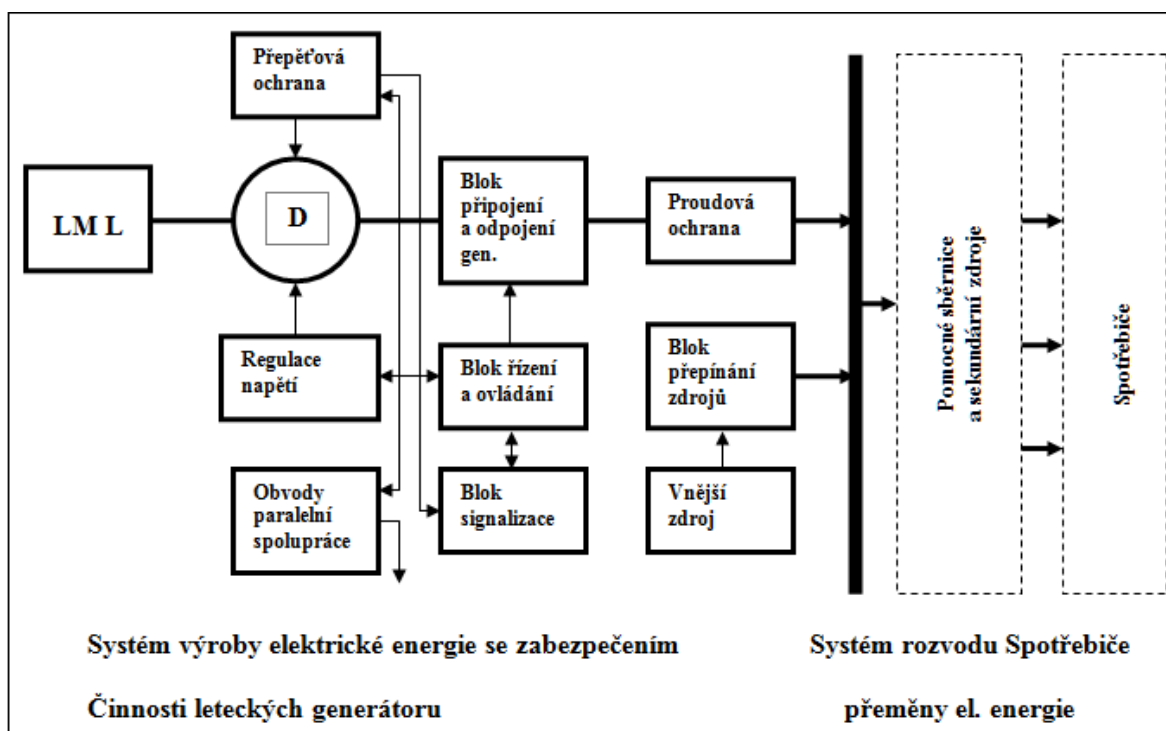 Přepěťová
ochrana
LM L
D
Blok
připojení
a odpojení
gen.
Proudová
ochrana
Regulace
napětí
Blok řízení
a ovládání
Blok
přepínání
zdrojů
Obvody
paralelní
spolupráce
Blok
signalizace
Vnější
zdroj
Pomocné sběrnice
a sekundární zdroje
Spotřebiče
Systém výroby elektrické energie se zabezpečením
Systém rozvodu Spotřebiče
Činnosti leteckých generátoru
přeměny el. energie